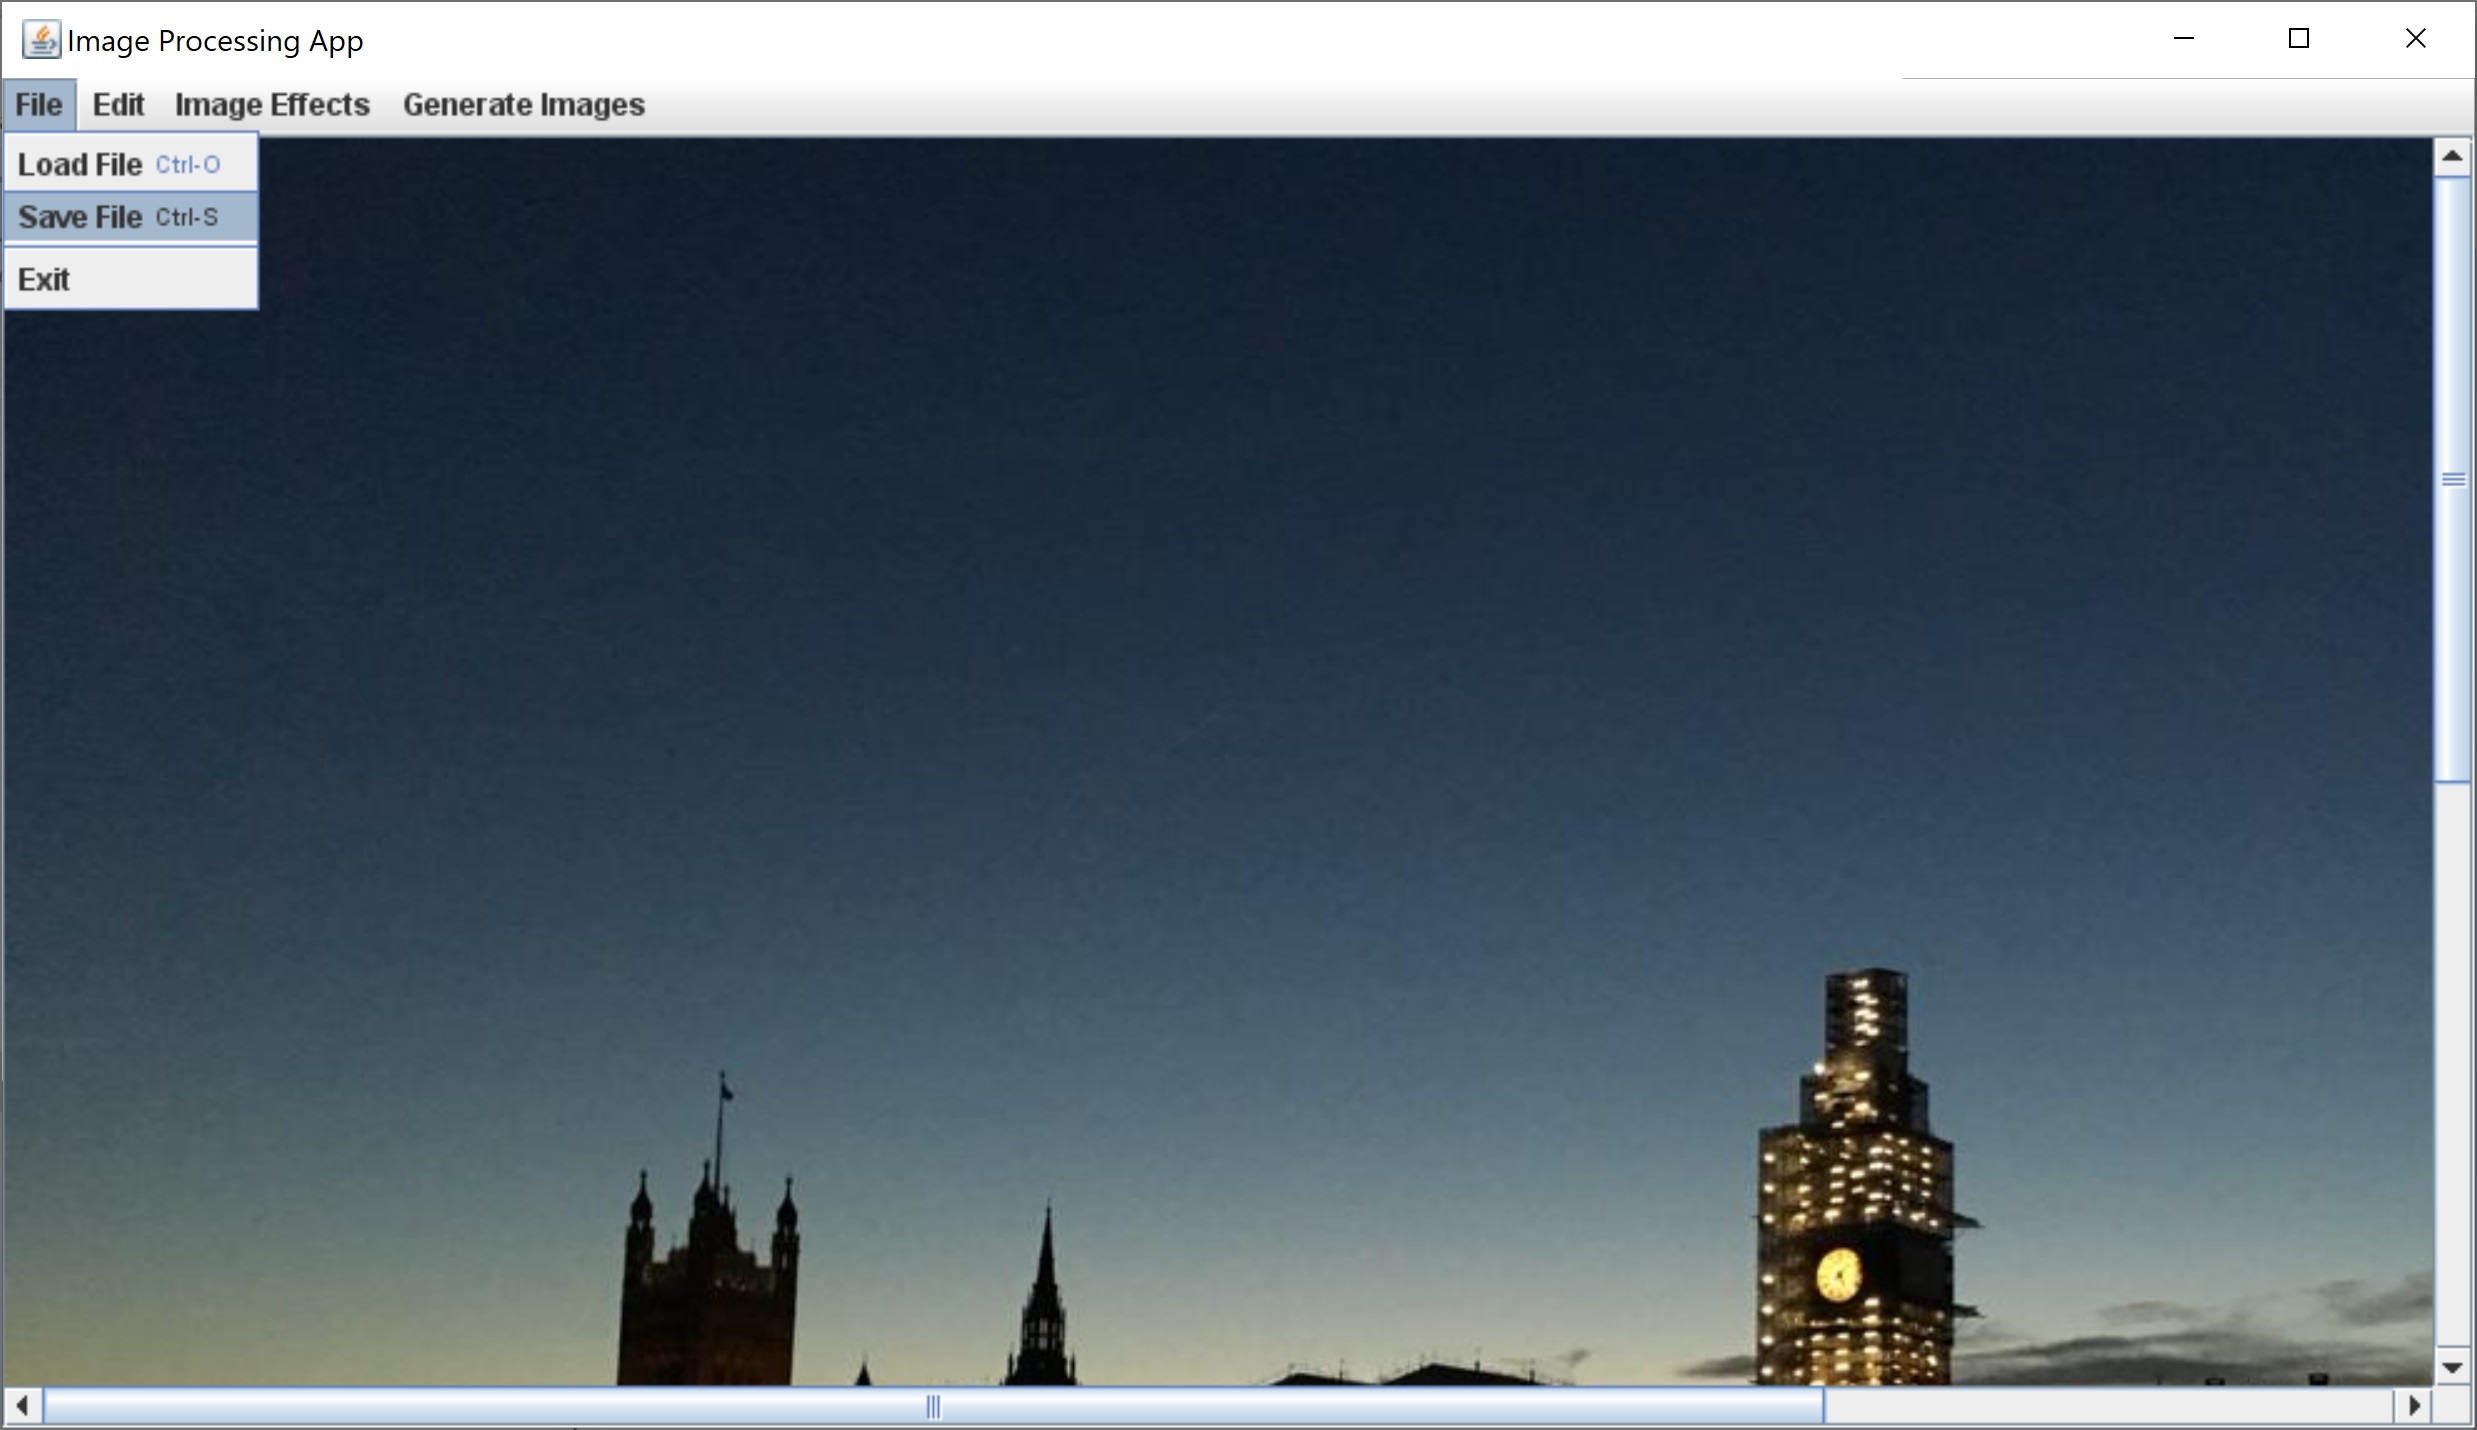 Image Processing App
File Edit Image Effects Generate Images
Load File Ctrl-O
Save File Ctrl-S
Exit